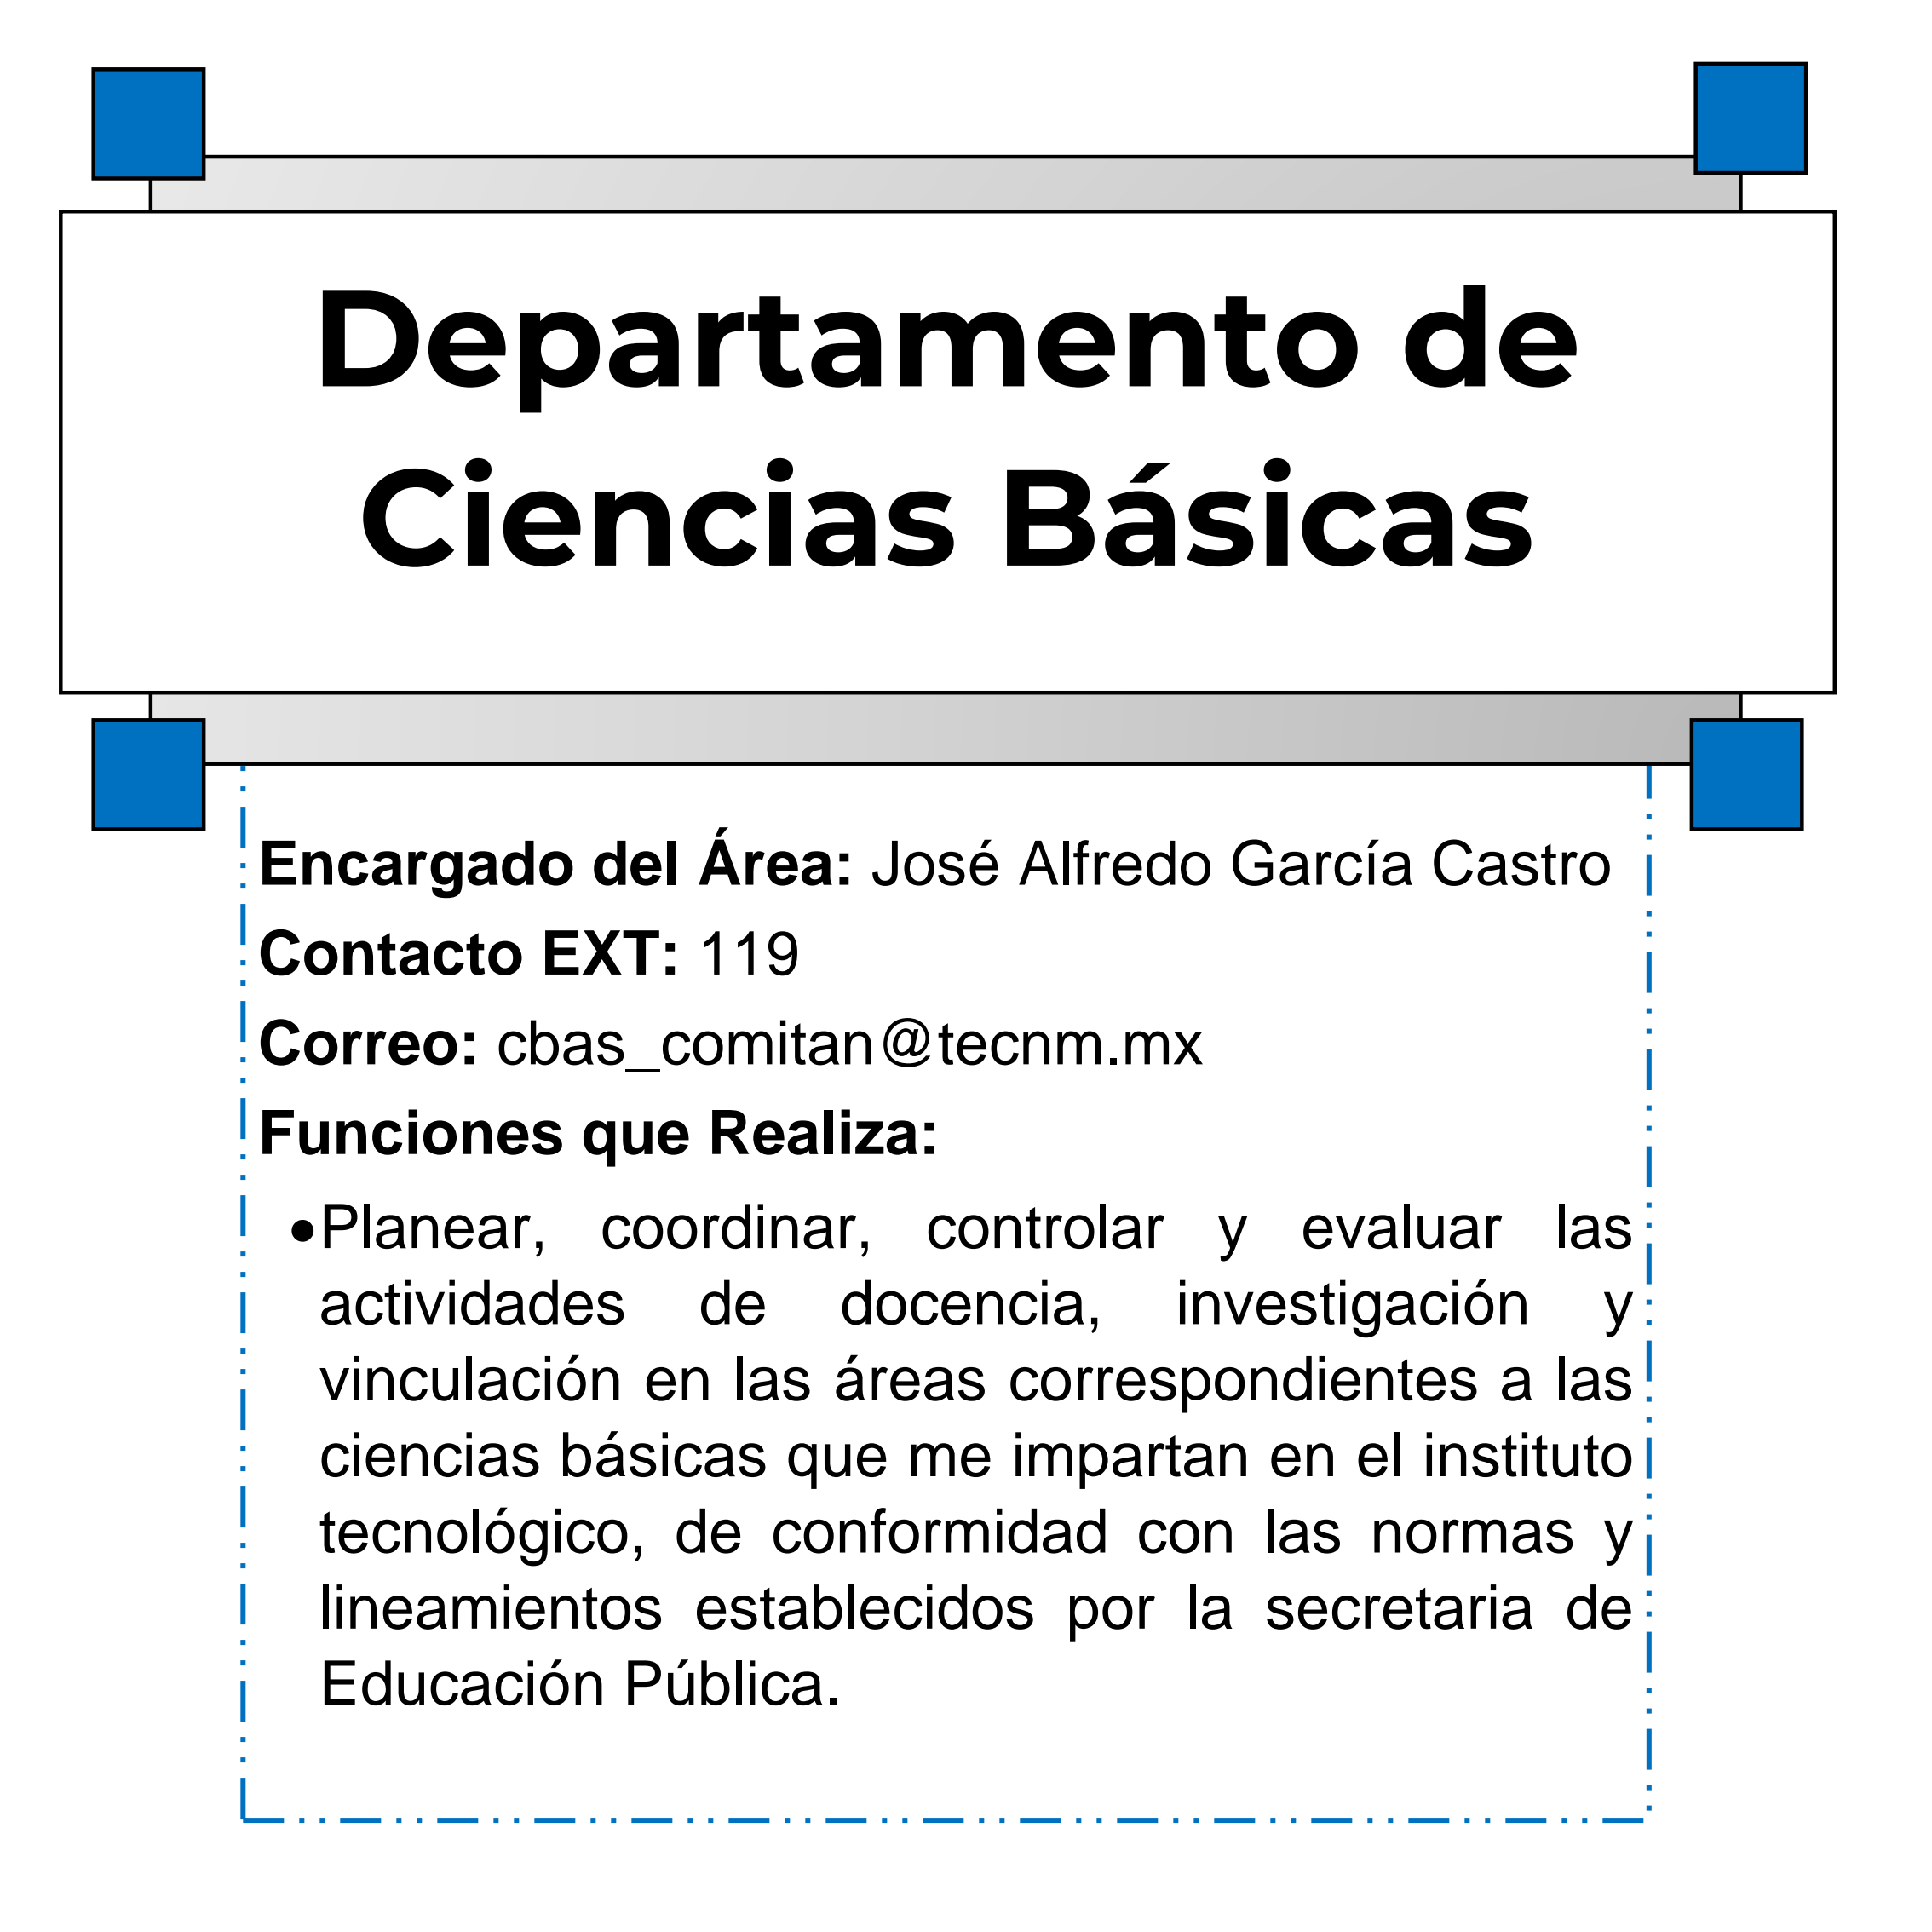 Departamento de
Ciencias Básicas
Encargado del Área: José Alfredo García Castro
Contacto EXT: 119
Correo: cbas_comitan@tecnm.mx
Funciones que Realiza:
•Planear, coordinar, controlar y evaluar las
actividades de docencia, investigación y
vinculación en las áreas correspondientes a las
ciencias básicas que me impartan en el instituto
tecnológico, de conformidad con las normas y
lineamientos establecidos por la secretaria de
Educación Pública.